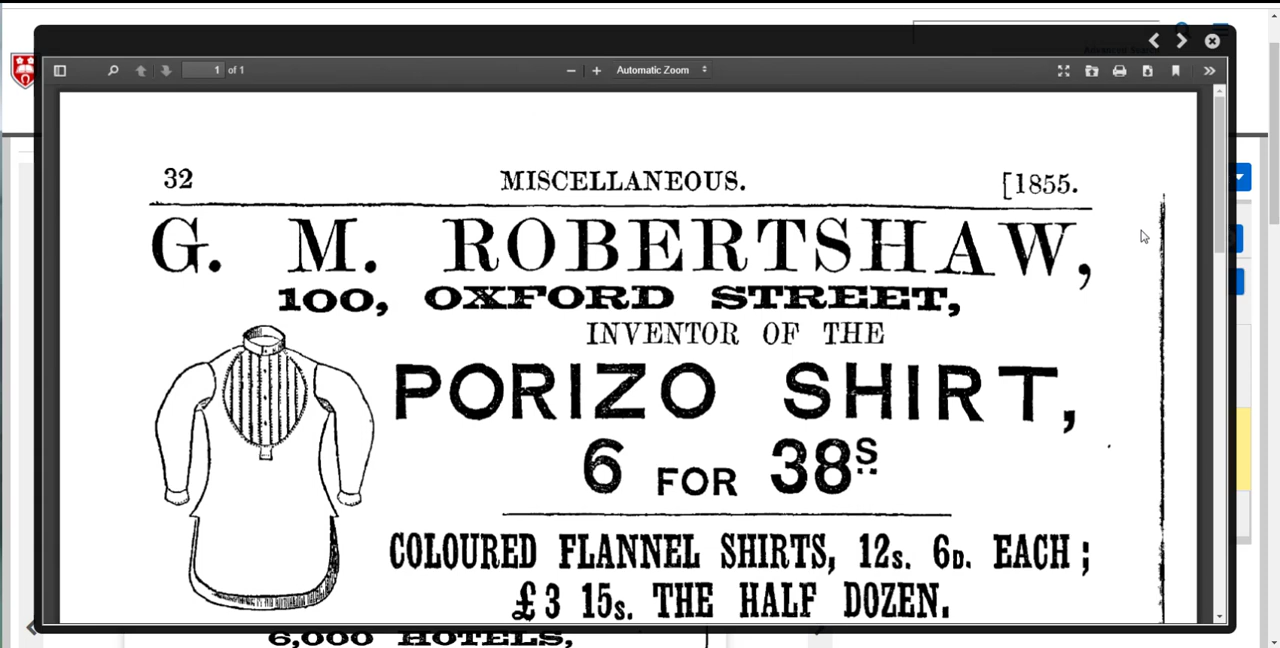 1 of 1
Automatic Zoom
32 MISCELLANEOUS. [1855.
G. M. ROBERTSHAW,
100, OXFORD STREET,
INVENTOR OF THE
PORIZO SHIRT,
6 FOR 38S.
COLOURED FLANNEL SHIRTS, 12s. 6D. EACH;
£3 15s. THE HALF DOZEN.
6,000 HOTELS,